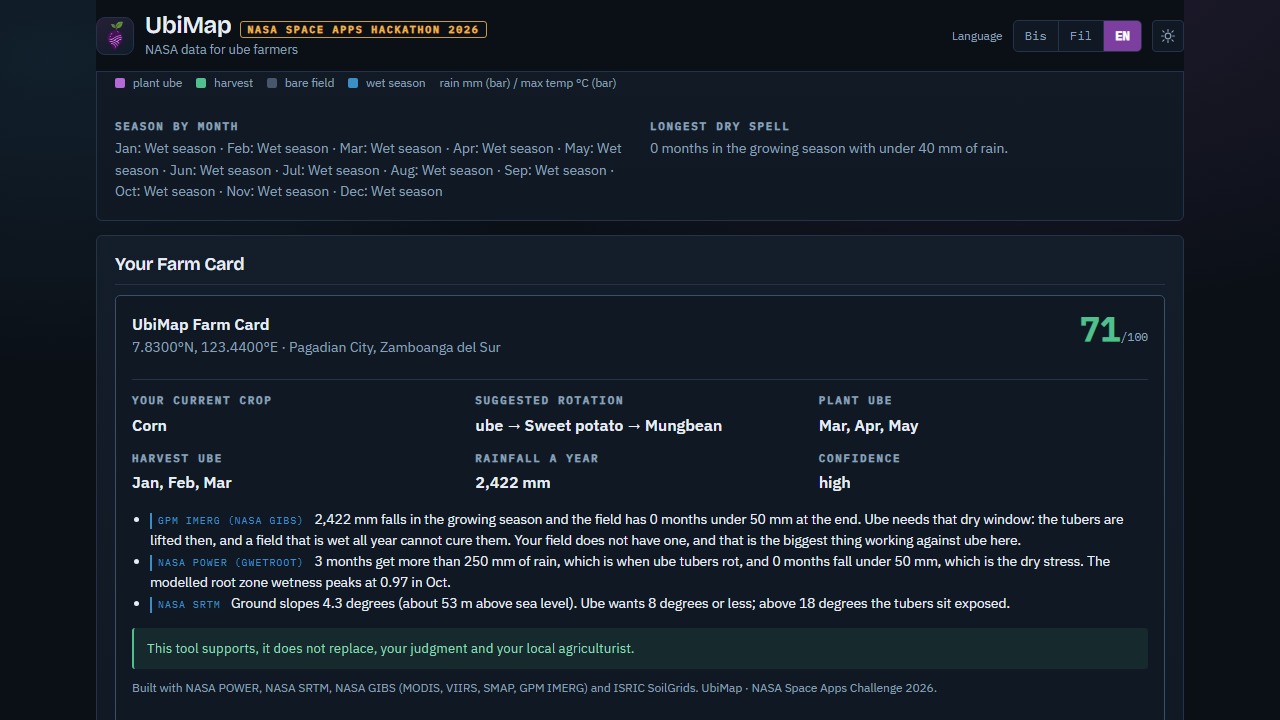 UbiMap NASA SPACE APPS HACKATHON 2026
NASA data for ube farmers
Language Bis Fil EN
plant ube harvest bare field wet season rain mm (bar) / max temp °C (bar)
SEASON BY MONTH
Jan: Wet season · Feb: Wet season · Mar: Wet season · Apr: Wet season · May: Wet
season · Jun: Wet season · Jul: Wet season · Aug: Wet season · Sep: Wet season ·
Oct: Wet season · Nov: Wet season · Dec: Wet season
LONGEST DRY SPELL
0 months in the growing season with under 40 mm of rain.
Your Farm Card
UbiMap Farm Card
7.8300°N, 123.4400°E · Pagadian City, Zamboanga del Sur
71/100
YOUR CURRENT CROP
Corn
SUGGESTED ROTATION
ube → Sweet potato → Mungbean
PLANT UBE
Mar, Apr, May
HARVEST UBE
Jan, Feb, Mar
RAINFALL A YEAR
2,422 mm
CONFIDENCE
high
• GPM IMERG (NASA GIBS) 2,422 mm falls in the growing season and the field has 0 months under 50 mm at the end. Ube needs that dry window: the tubers are
lifted then, and a field that is wet all year cannot cure them. Your field does not have one, and that is the biggest thing working against ube here.
• NASA POWER (GWETROOT) 3 months get more than 250 mm of rain, which is when ube tubers rot, and 0 months fall under 50 mm, which is the dry stress. The
modelled root zone wetness peaks at 0.97 in Oct.
• NASA SRTM Ground slopes 4.3 degrees (about 53 m above sea level). Ube wants 8 degrees or less; above 18 degrees the tubers sit exposed.
This tool supports, it does not replace, your judgment and your local agriculturist.
Built with NASA POWER, NASA SRTM, NASA GIBS (MODIS, VIIRS, SMAP, GPM IMERG) and ISRIC SoilGrids. UbiMap · NASA Space Apps Challenge 2026.